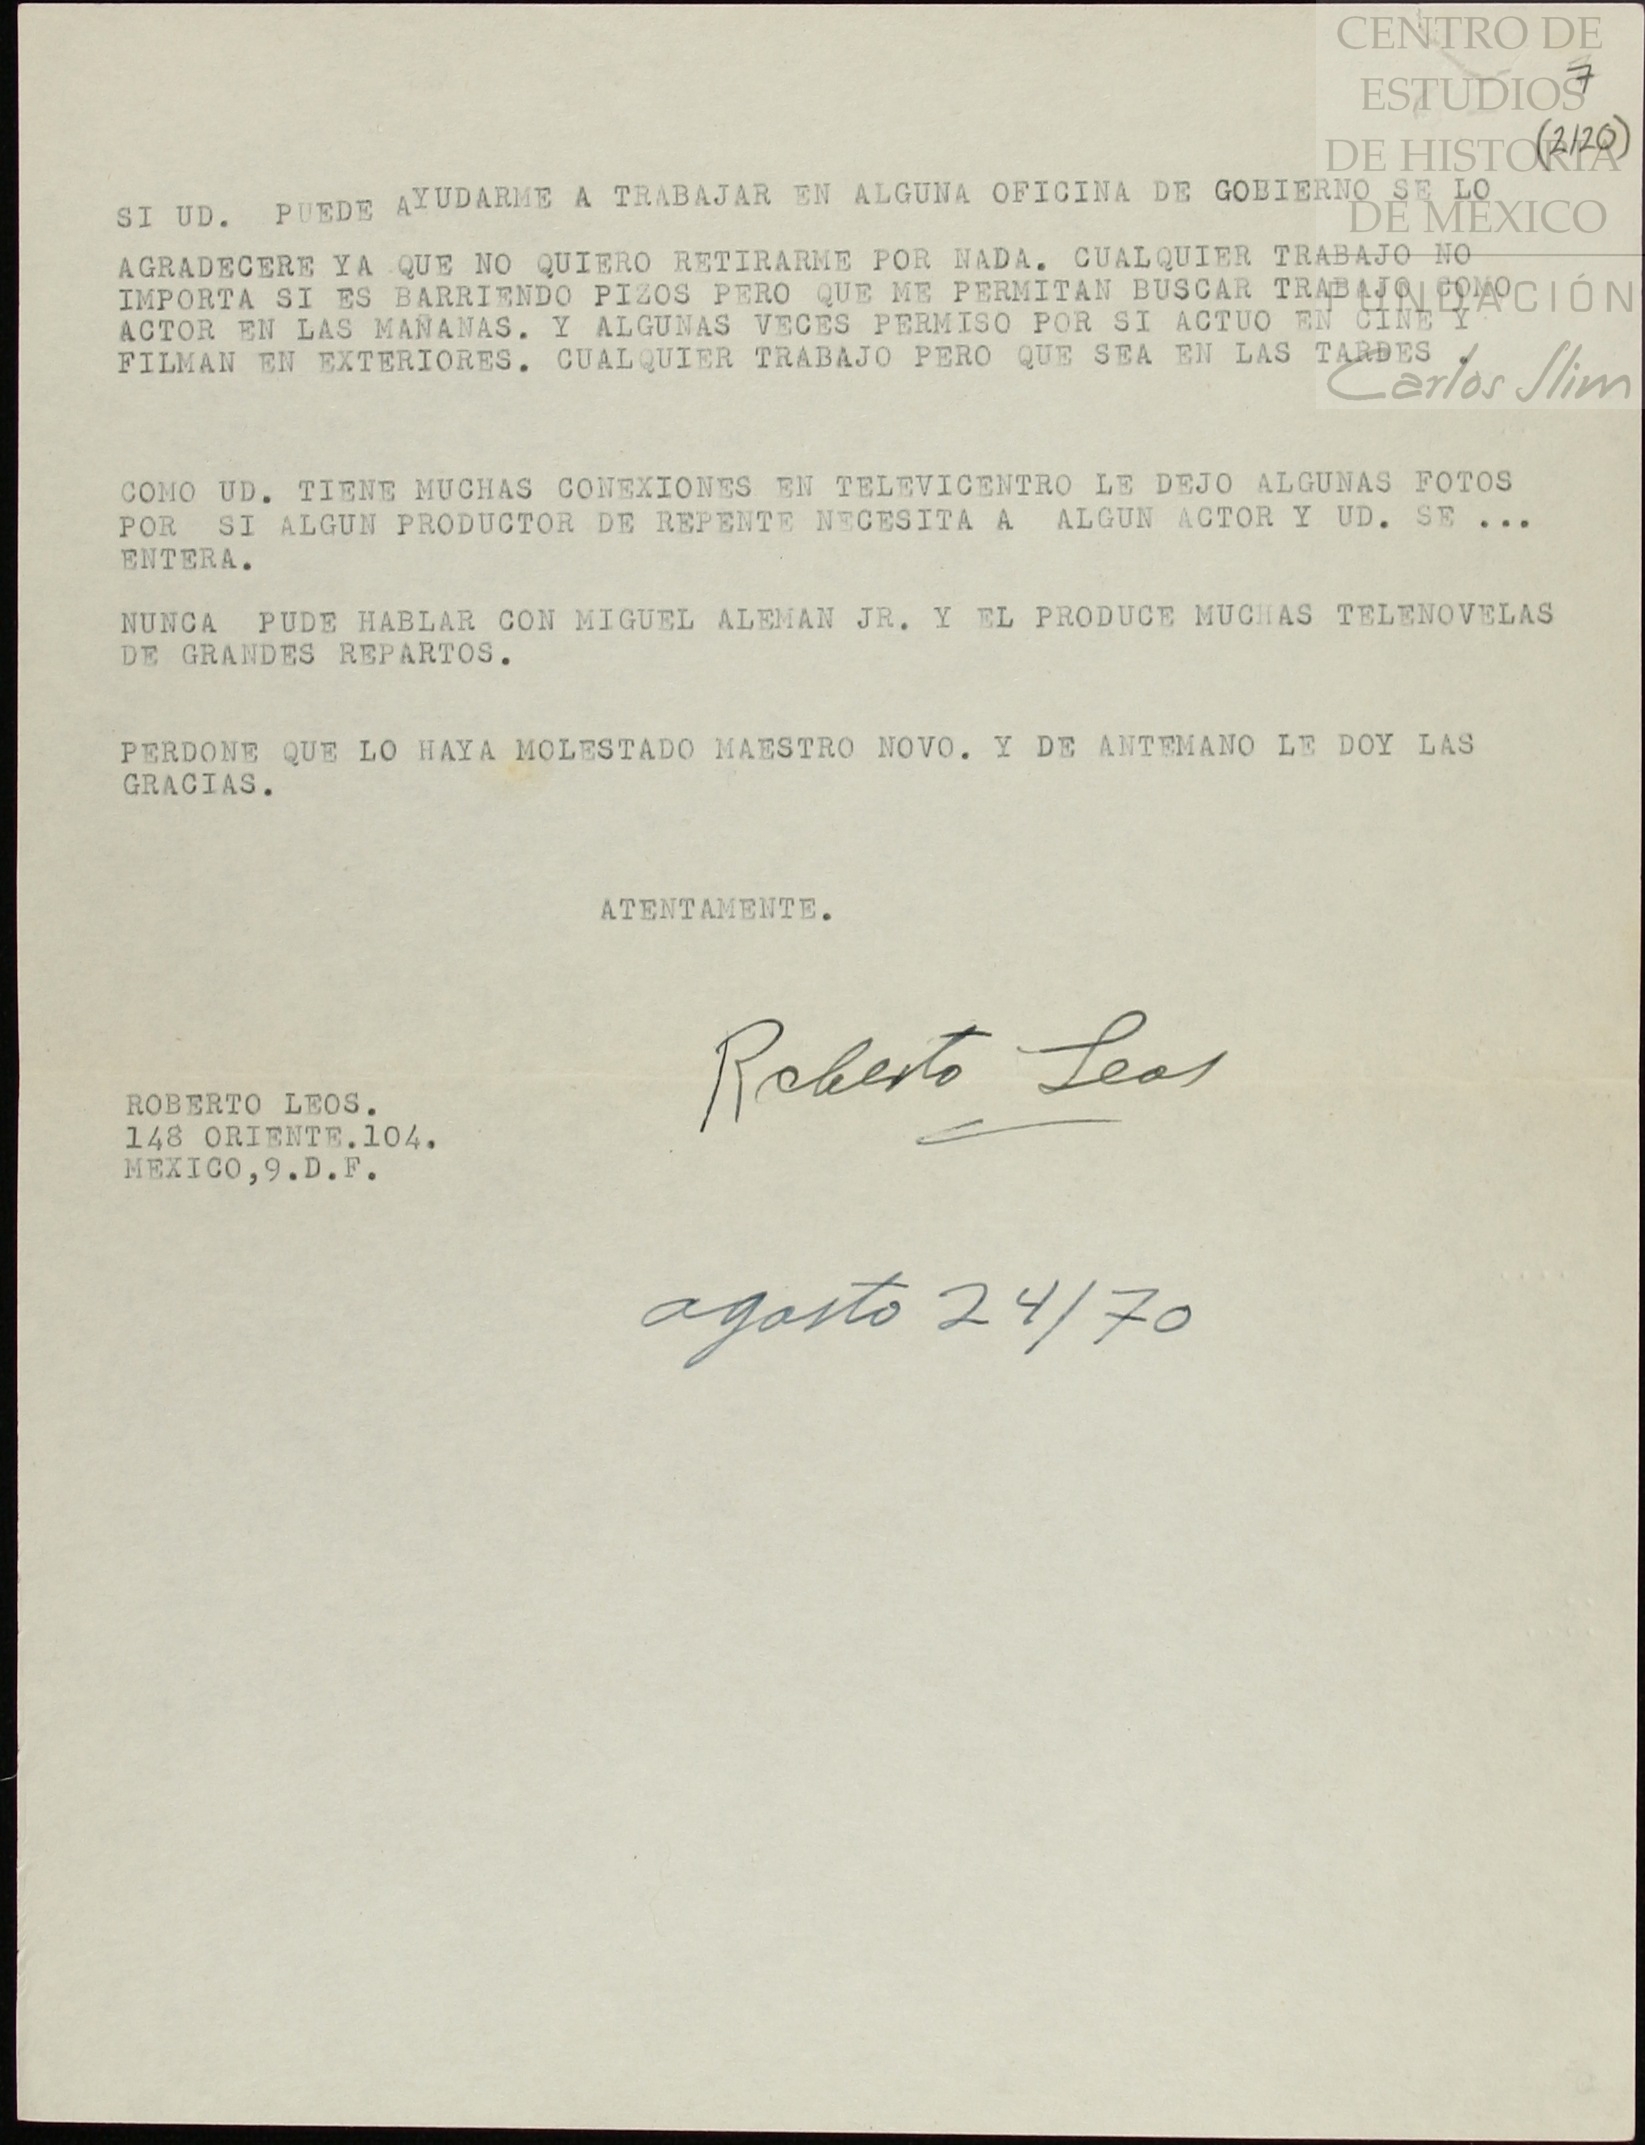 CENTRO DE
ESTUDIOS
DE HISTORIA
DE MÉXICO
FUNDACIÓN
Carlos Slim
7
(2/20)
SI UD. PUEDE AYUDARME A TRABAJAR EN ALGUNA OFICINA DE GOBIERNO SE LO
AGRADECERE YA QUE NO QUIERO RETIRARME POR NADA. CUALQUIER TRABAJO NO
IMPORTA SI ES BARRIENDO PIZOS PERO QUE ME PERMITAN BUSCAR TRABAJO COMO
ACTOR EN LAS MAÑANAS. Y ALGUNAS VECES PERMISO POR SI ACTUO EN CINE Y
FILMAN EN EXTERIORES. CUALQUIER TRABAJO PERO QUE SEA EN LAS TARDES .
COMO UD. TIENE MUCHAS CONEXIONES EN TELEVICENTRO LE DEJO ALGUNAS FOTOS
POR SI ALGUN PRODUCTOR DE REPENTE NECESITA A ALGUN ACTOR Y UD. SE ...
ENTERA.
NUNCA PUDE HABLAR CON MIGUEL ALEMAN JR. Y EL PRODUCE MUCHAS TELENOVELAS
DE GRANDES REPARTOS.
PERDONE QUE LO HAYA MOLESTADO MAESTRO NOVO. Y DE ANTEMANO LE DOY LAS
GRACIAS.
ATENTAMENTE.
Roberto Leos
ROBERTO LEOS.
148 ORIENTE.104.
MEXICO,9.D.F.
agosto 24/70